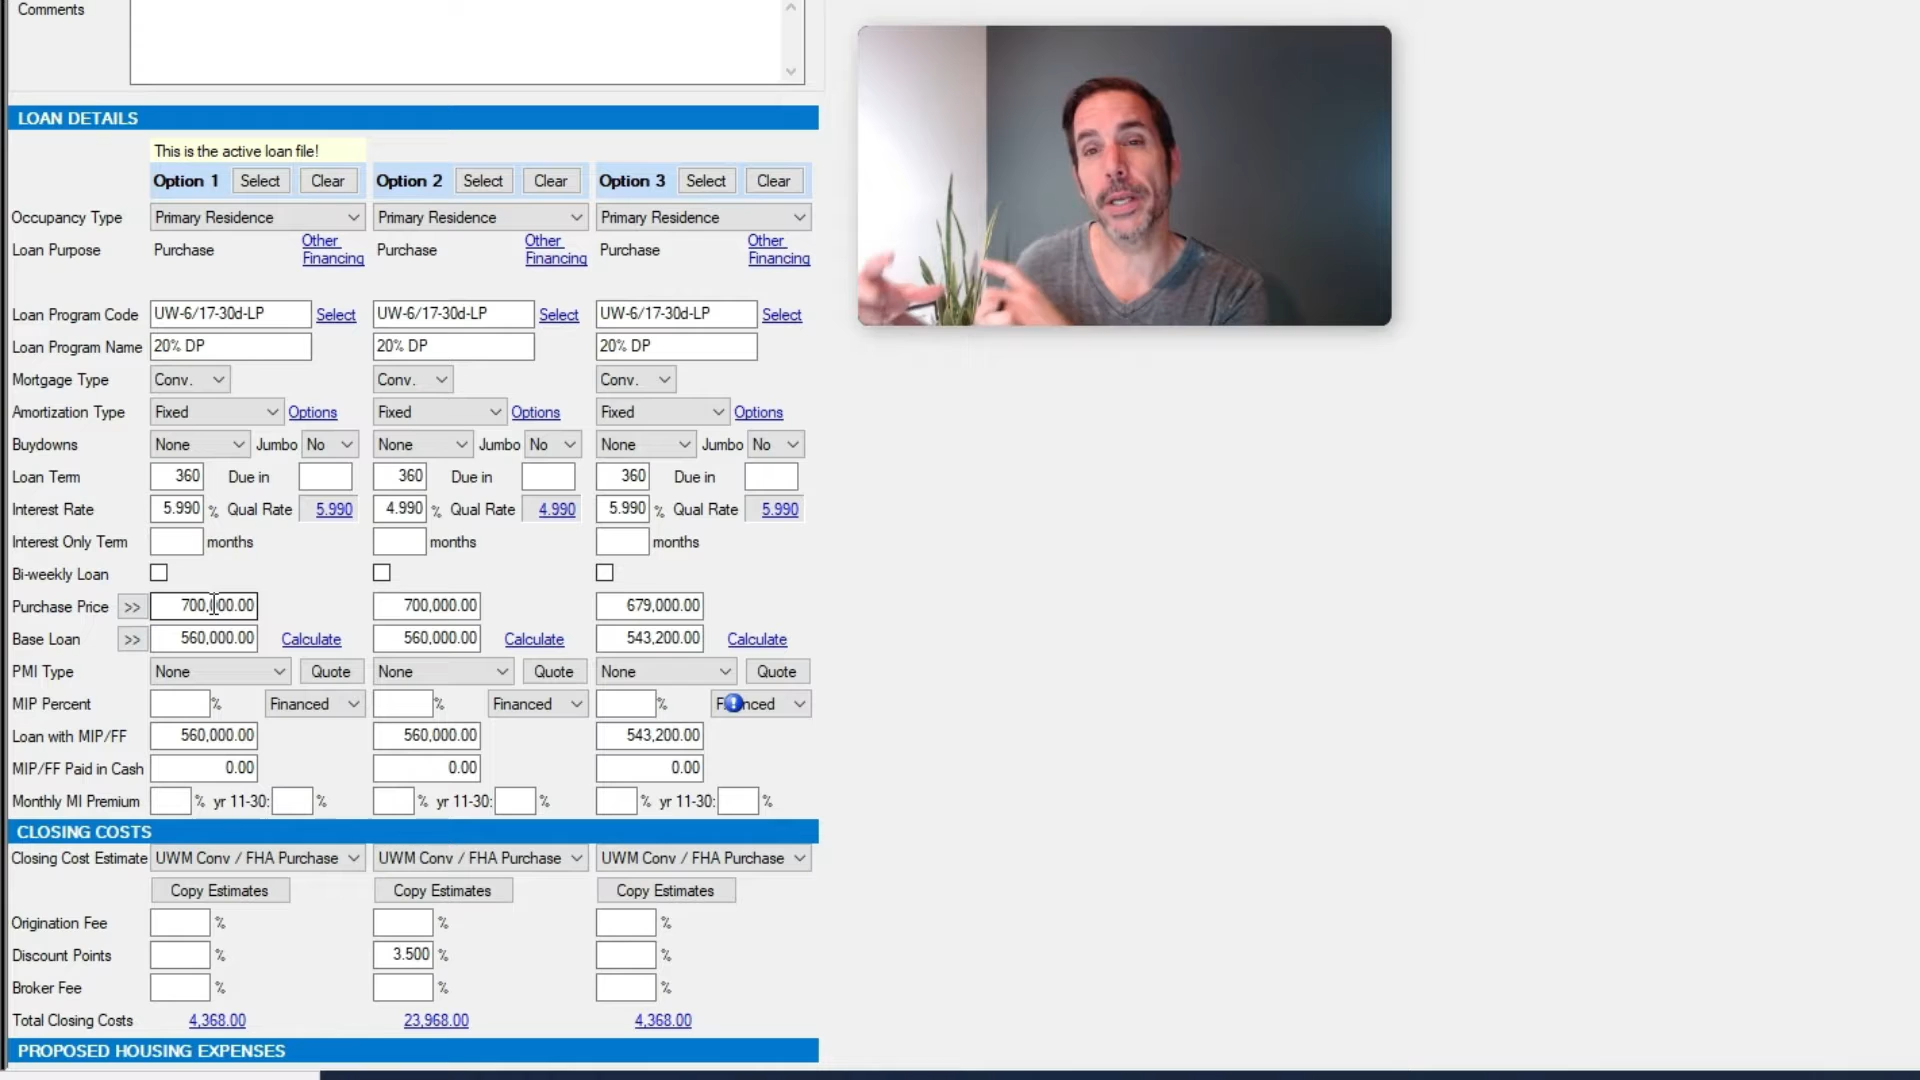 Comments
LOAN DETAILS
This is the active loan file!
Option 1 Select Clear Option 2 Select Clear Option 3 Select Clear
Occupancy Type Primary Residence Primary Residence Primary Residence
Loan Purpose Purchase Other Financing Purchase Other Financing Purchase Other Financing
Loan Program Code UW-6/17-30d-LP Select UW-6/17-30d-LP Select UW-6/17-30d-LP Select
Loan Program Name 20% DP 20% DP 20% DP
Mortgage Type Conv. Conv. Conv.
Amortization Type Fixed Options Fixed Options Fixed Options
Buydowns None Jumbo No None Jumbo No None Jumbo No
Loan Term 360 Due in 360 Due in 360 Due in
Interest Rate 5.990 % Qual Rate 5.990 4.990 % Qual Rate 4.990 5.990 % Qual Rate 5.990
Interest Only Term months months months
Bi-weekly Loan
Purchase Price >> 700,000.00 700,000.00 679,000.00
Base Loan >> 560,000.00 Calculate 560,000.00 Calculate 543,200.00 Calculate
PMI Type None Quote None Quote None Quote
MIP Percent % Financed % Financed % Financed
Loan with MIP/FF 560,000.00 560,000.00 543,200.00
MIP/FF Paid in Cash 0.00 0.00 0.00
Monthly MI Premium % yr 11-30: % % yr 11-30: % % yr 11-30: %
CLOSING COSTS
Closing Cost Estimate UWM Conv / FHA Purchase UWM Conv / FHA Purchase UWM Conv / FHA Purchase
Copy Estimates Copy Estimates Copy Estimates
Origination Fee % % %
Discount Points % 3.500 % %
Broker Fee % % %
Total Closing Costs 4,368.00 23,968.00 4,368.00
PROPOSED HOUSING EXPENSES